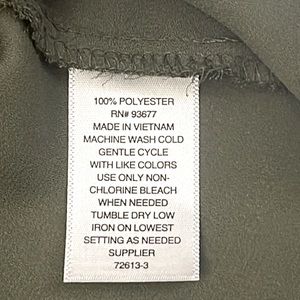 100% POLYESTER
RN# 93677
MADE IN VIETNAM
MACHINE WASH COLD
GENTLE CYCLE
WITH LIKE COLORS
USE ONLY NON-
CHLORINE BLEACH
WHEN NEEDED
TUMBLE DRY LOW
IRON ON LOWEST
SETTING AS NEEDED
SUPPLIER
72613-3